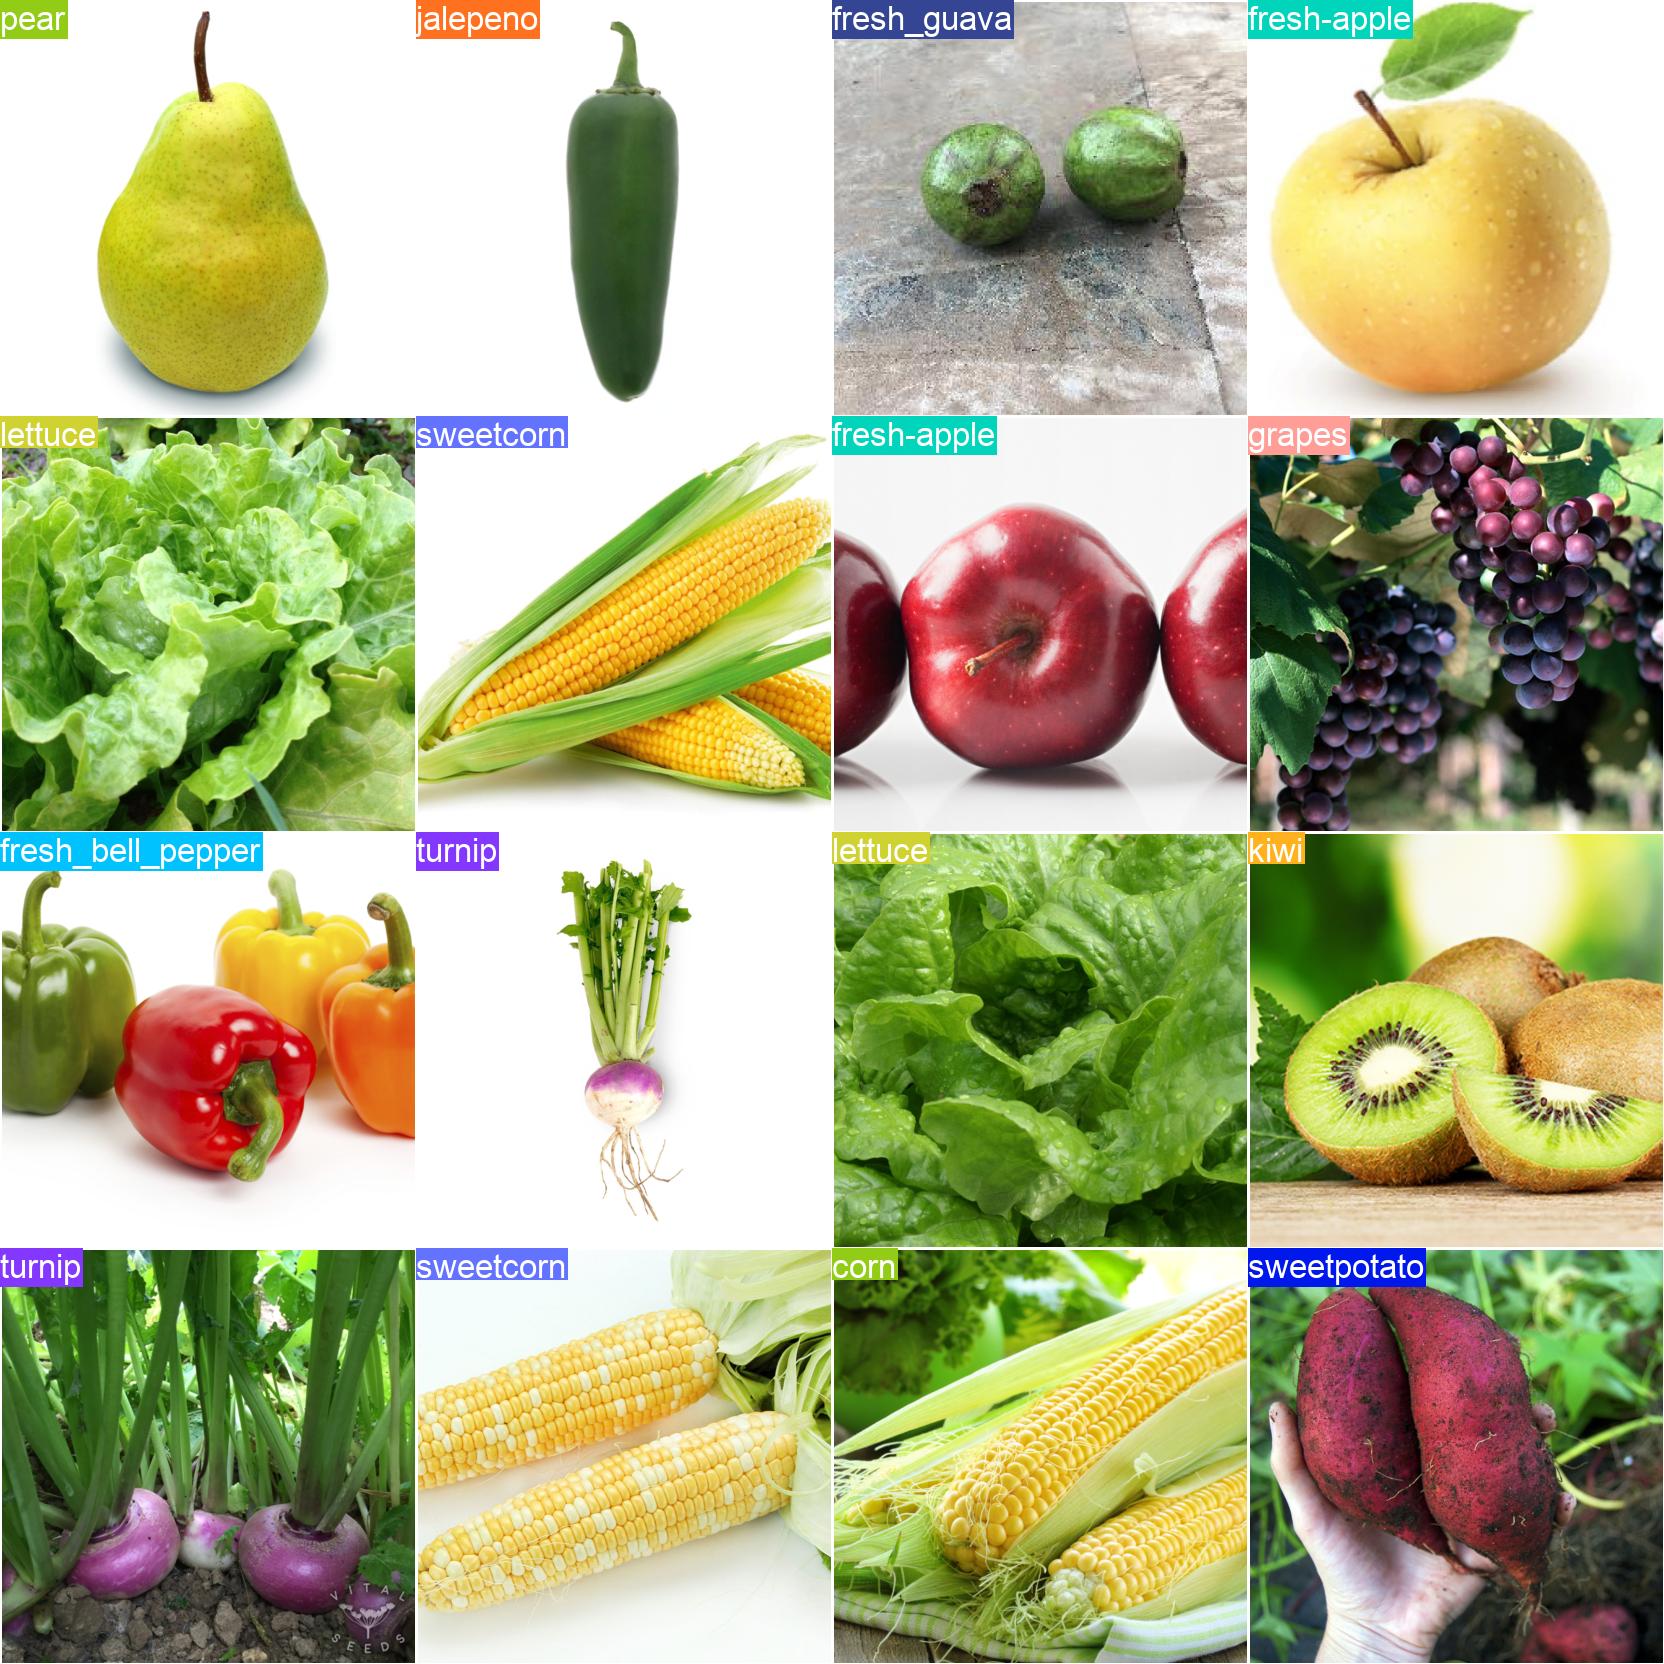 pear
jalepeno
fresh_guava
fresh-apple
lettuce
sweetcorn
fresh-apple
grapes
fresh_bell_pepper
turnip
lettuce
kiwi
turnip
sweetcorn
corn
sweetpotato
VITAL
SEEDS